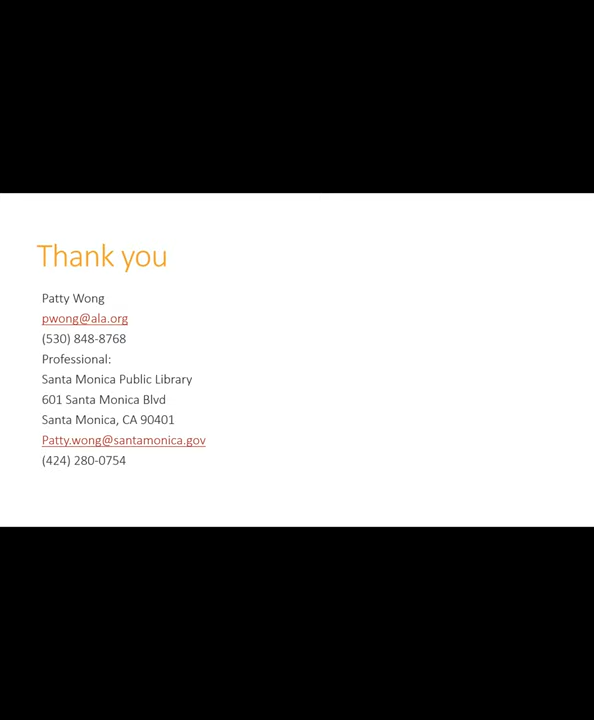 Thank you
Patty Wong
pwong@ala.org
(530) 848-8768
Professional:
Santa Monica Public Library
601 Santa Monica Blvd
Santa Monica, CA 90401
Patty.wong@santamonica.gov
(424) 280-0754